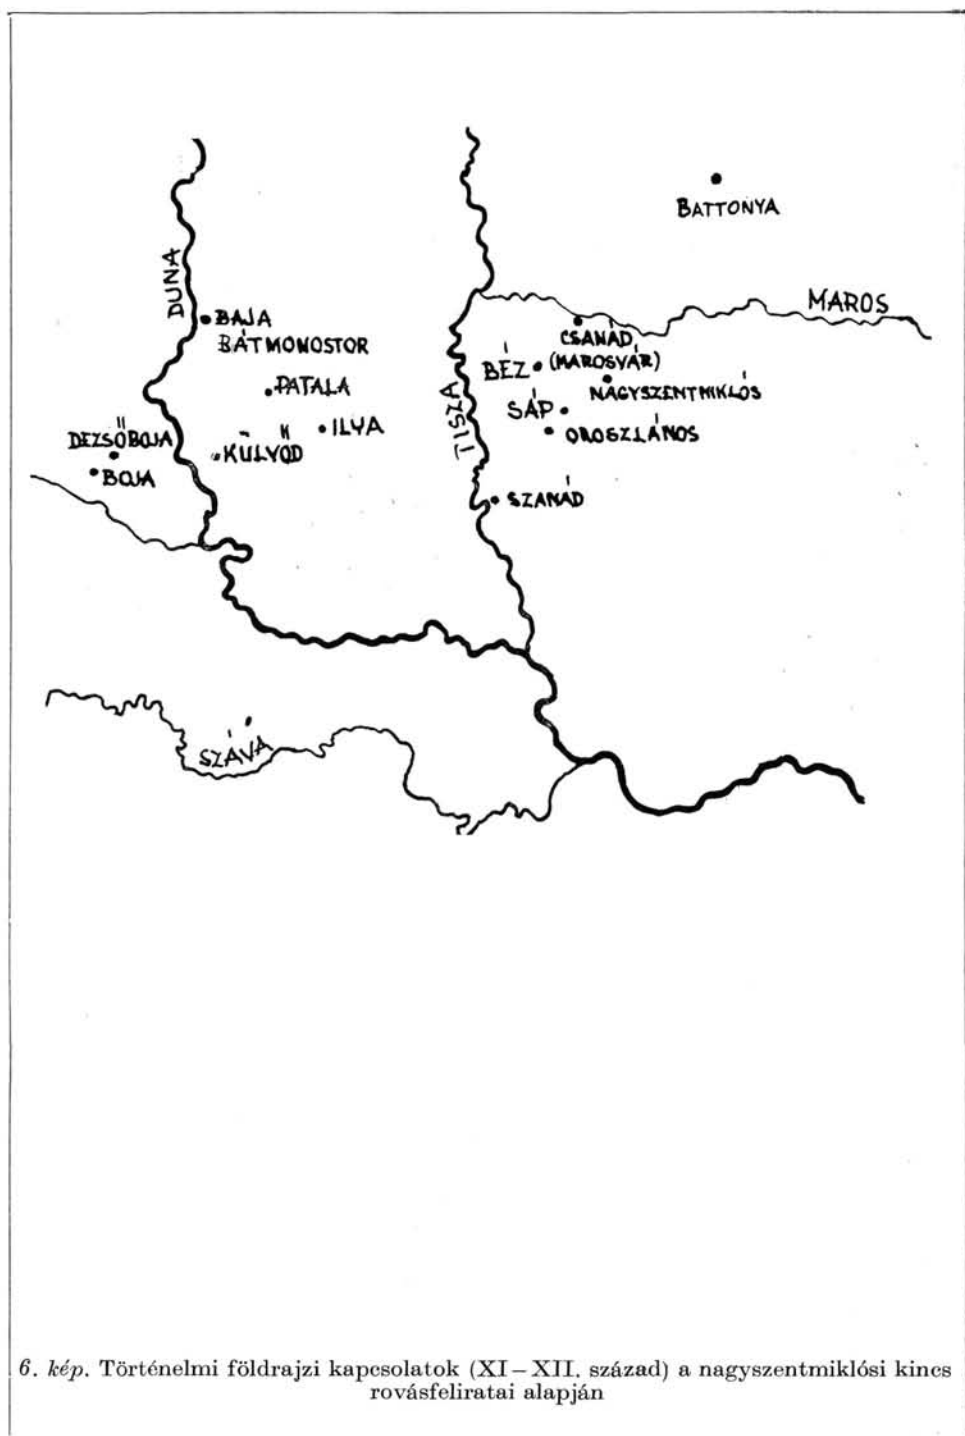 BATTONYA
DUNA
MAROS
BAJA
BÁTMONOSTOR
CSANÁD
(MAROSVÁR)
BÉZ
NAGYSZENTMIKLÓS
PATALA
TISZA
SÁP
ILYA
OROSZLÁNOS
DEZSŐBOJA
KÜLVŐD
BOJA
SZANÁD
SZÁVA
6. kép. Történelmi földrajzi kapcsolatok (XI–XII. század) a nagyszentmiklósi kincs
rovásfeliratai alapján